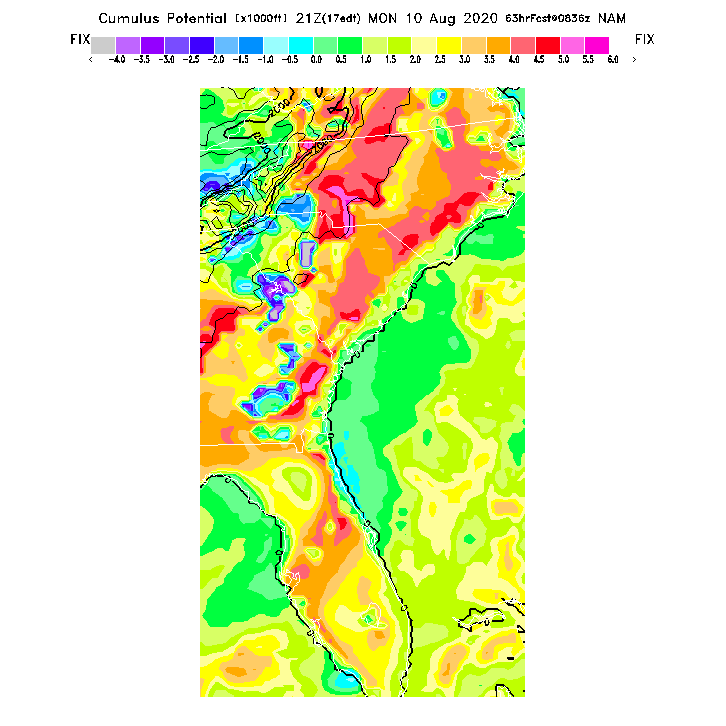 Cumulus Potential [x1000ft] 21Z(17edt) MON 10 Aug 2020 63hrFcst@0836z NAM
FIX FIX
< -4.0 -3.5 -3.0 -2.5 -2.0 -1.5 -1.0 -0.5 0.0 0.5 1.0 1.5 2.0 2.5 3.0 3.5 4.0 4.5 5.0 5.5 6.0 >
2000